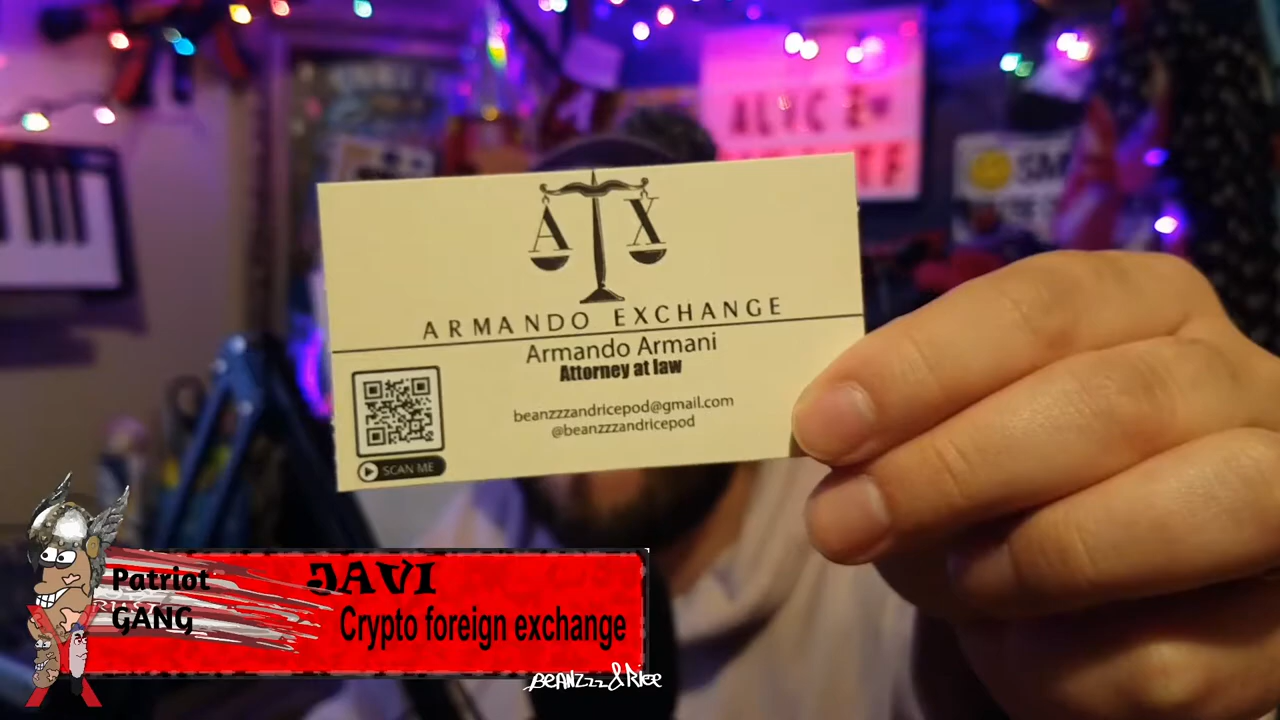 A X
ARMANDO EXCHANGE
Armando Armani
Attorney at law
beanzzzandricepod@gmail.com
@beanzzzandricepod
SCAN ME
Patriot
GANG
JAVI
Crypto foreign exchange
BEANZZZ & RiCE